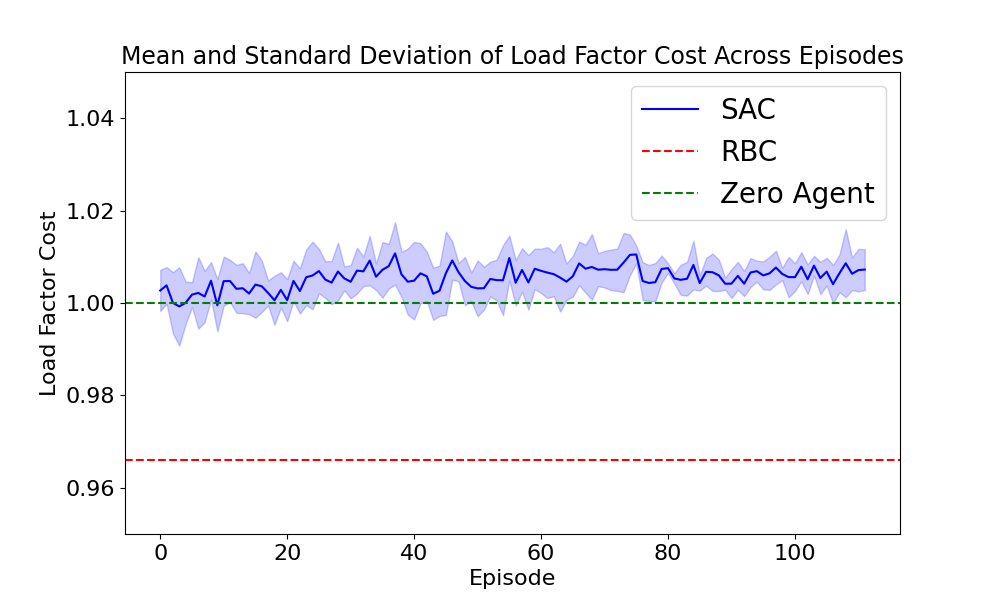 Mean and Standard Deviation of Load Factor Cost Across Episodes
SAC
RBC
Zero Agent
Load Factor Cost
1.04
1.02
1.00
0.98
0.96
0
20
40
60
80
100
Episode